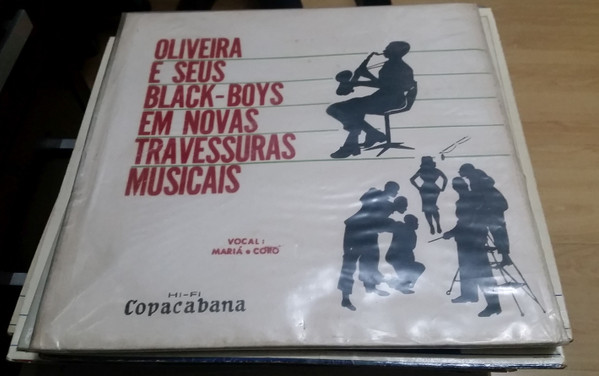 OLIVEIRA
E SEUS
BLACK-BOYS
EM NOVAS
TRAVESSURAS
MUSICAIS
VOCAL:
MARIÁ e CORO
HI-FI
Copacabana